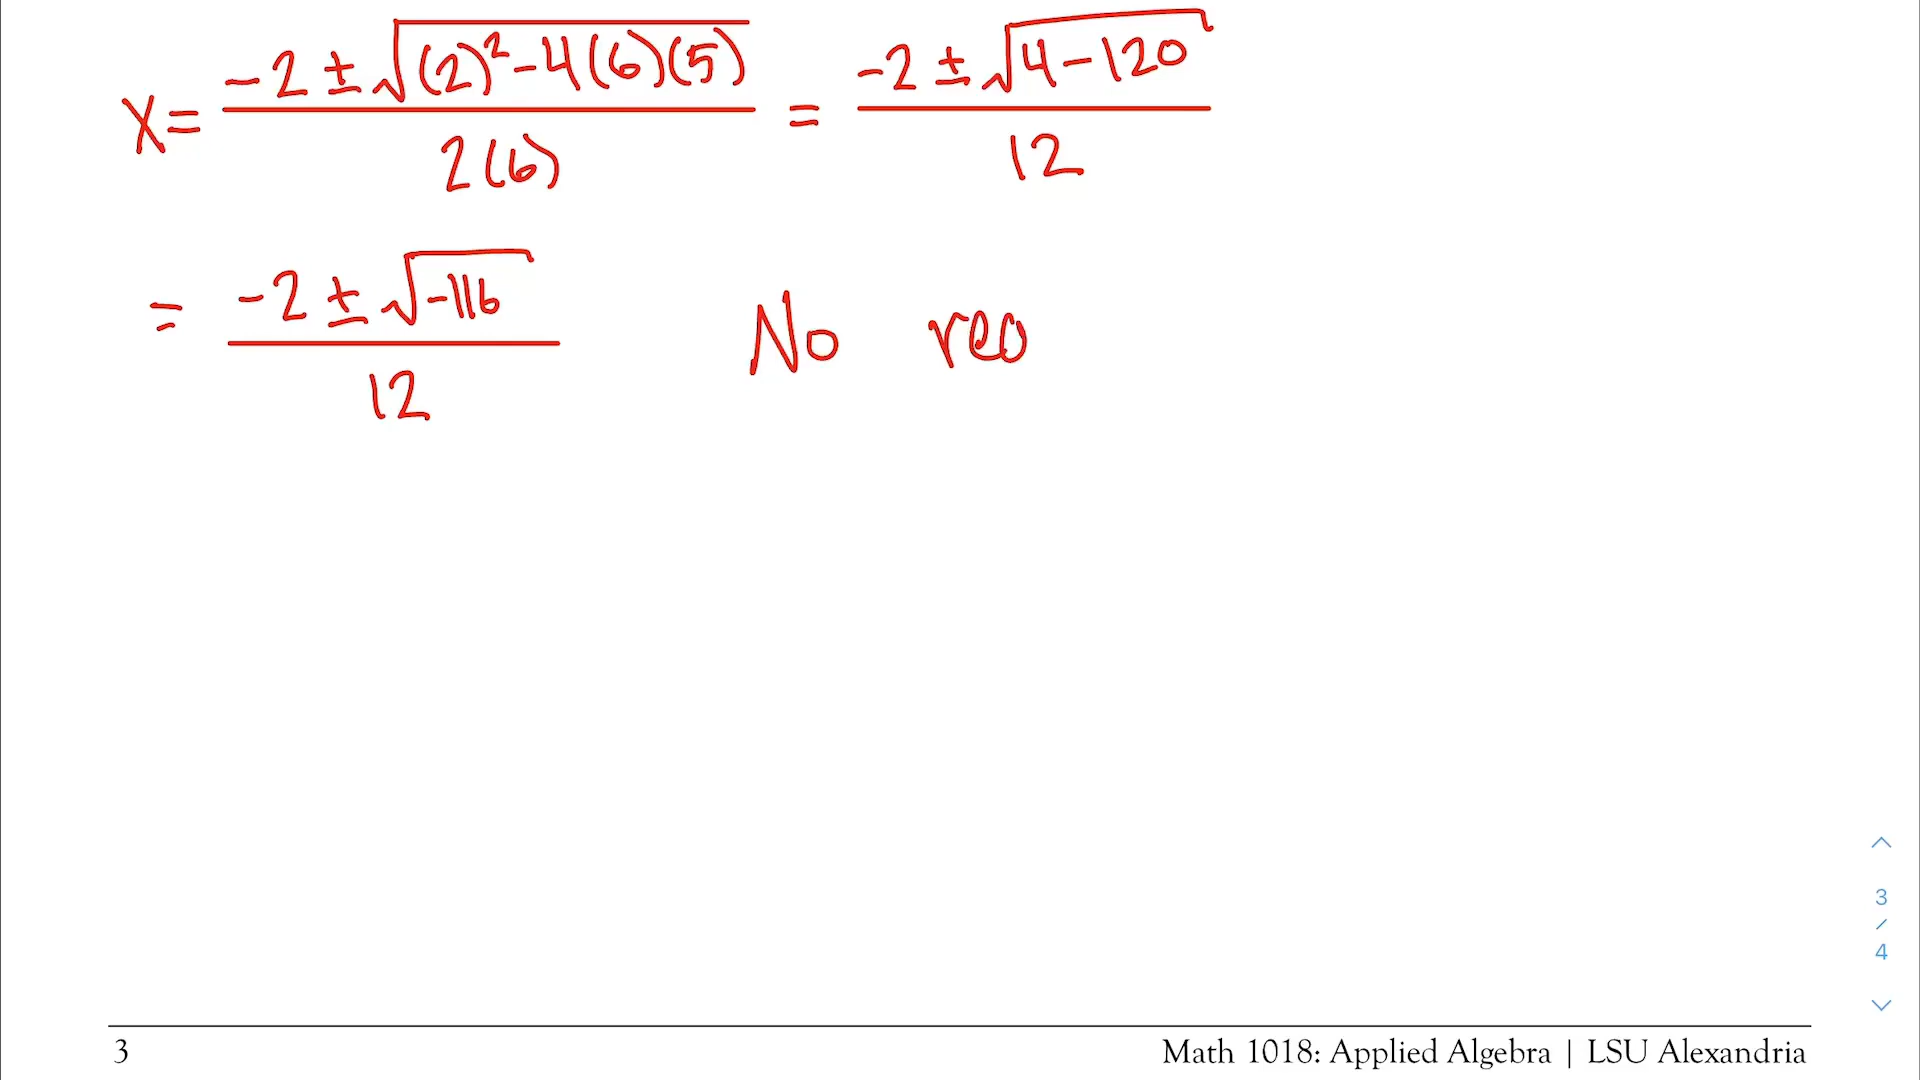 x = (-2 ± √((2)² - 4(6)(5))) / 2(6) = (-2 ± √(4 - 120)) / 12
= (-2 ± √(-116)) / 12 No rea
3
/
4
3 Math 1018: Applied Algebra | LSU Alexandria